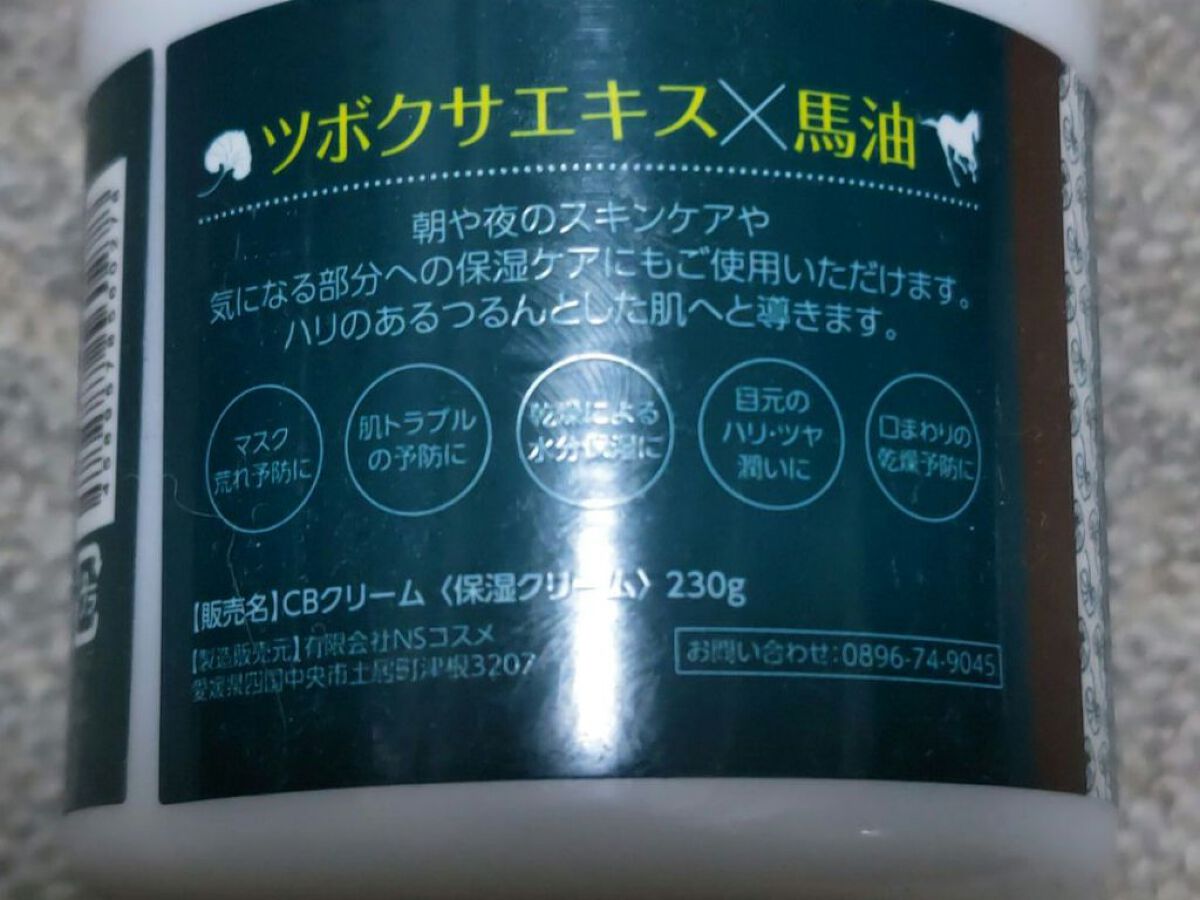 ツボクサエキス×馬油
朝や夜のスキンケアや
気になる部分への保湿ケアにもご使用いただけます。
ハリのあるつるんとした肌へと導きます。
マスク
荒れ予防に
肌トラブル
の予防に
乾燥による
水分保湿に
目元の
ハリ・ツヤ
潤いに
口まわりの
乾燥予防に
【販売名】CBクリーム〈保湿クリーム〉230g
【製造販売元】有限会社NSコスメ
愛媛県四国中央市土居町津根3207
お問い合わせ:0896-74-9045